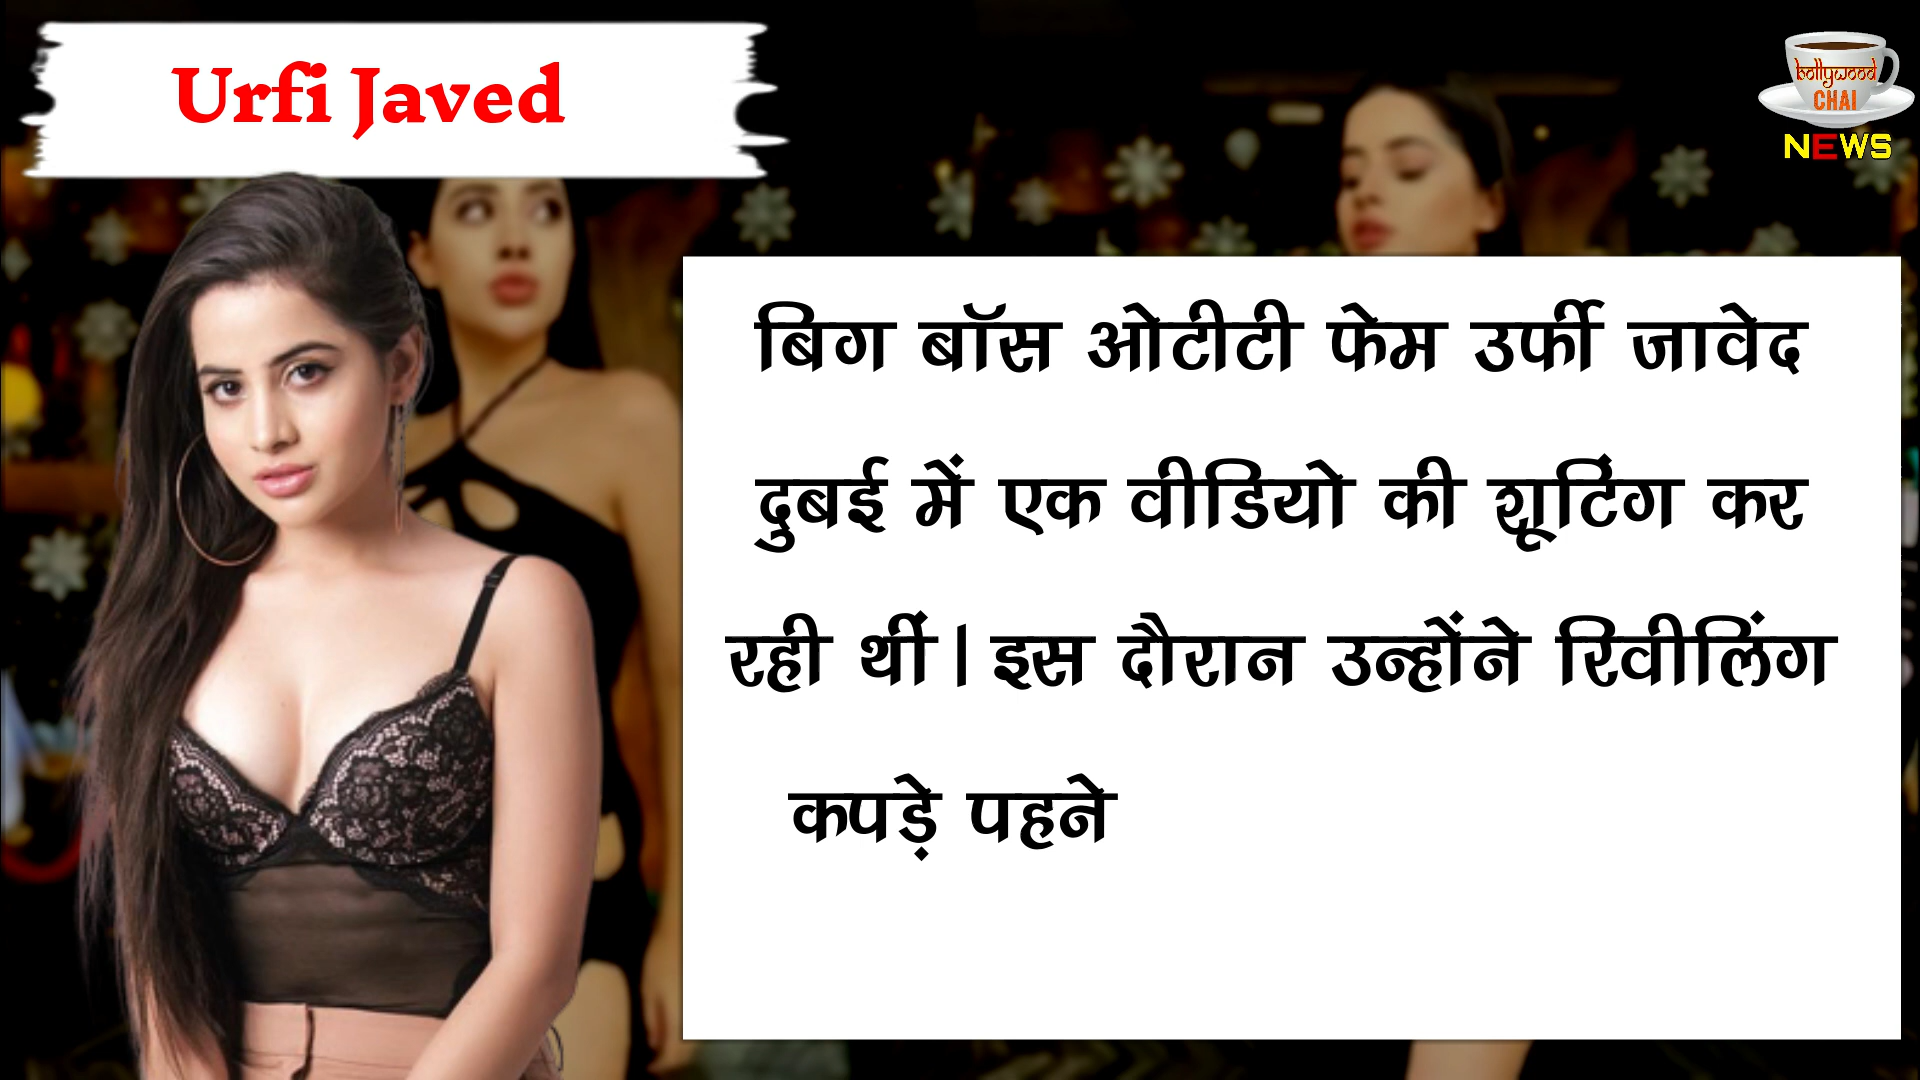 Urfi Javed
bollywood
CHAI
NEWS
बिग बॉस ओटीटी फेम उर्फी जावेद
दुबई में एक वीडियो की शूटिंग कर
रही थीं। इस दौरान उन्होंने रिवीलिंग
कपड़े पहने